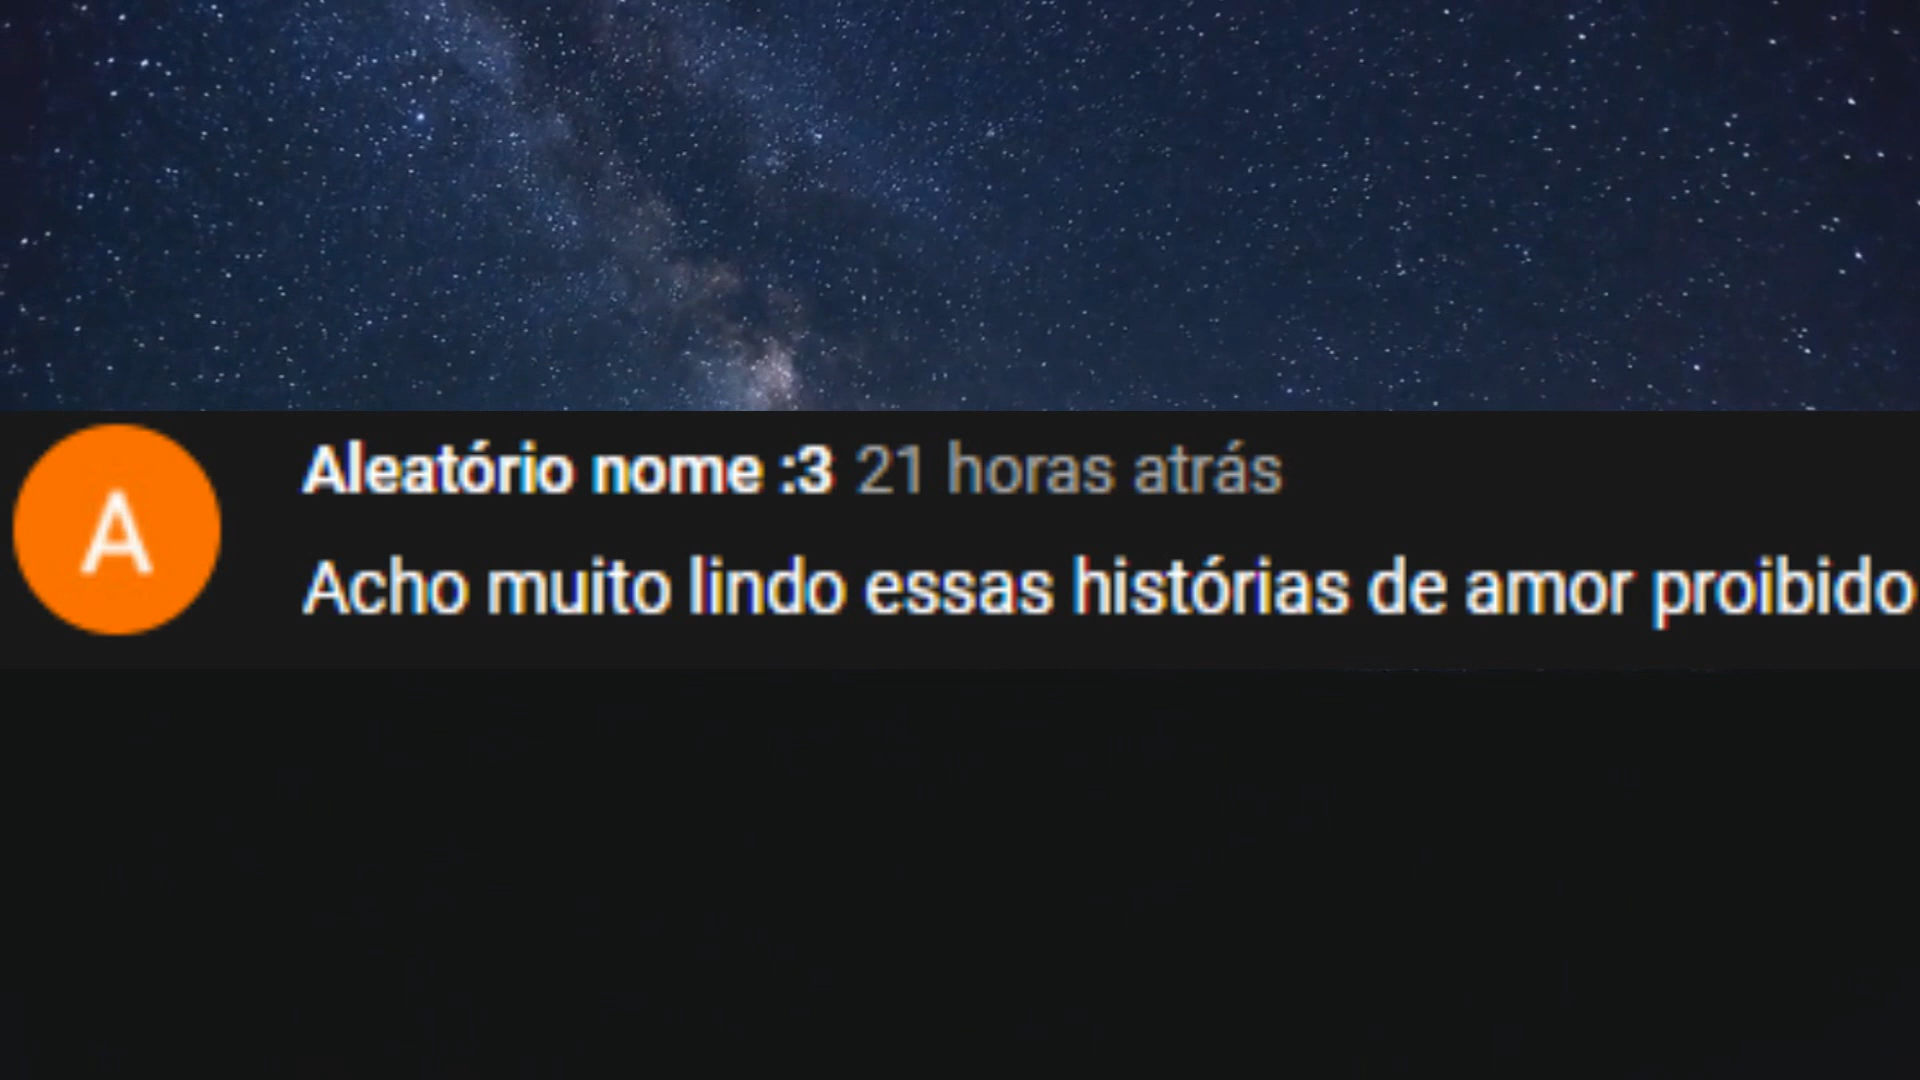 A
Aleatório nome :3 21 horas atrás
Acho muito lindo essas histórias de amor proibido